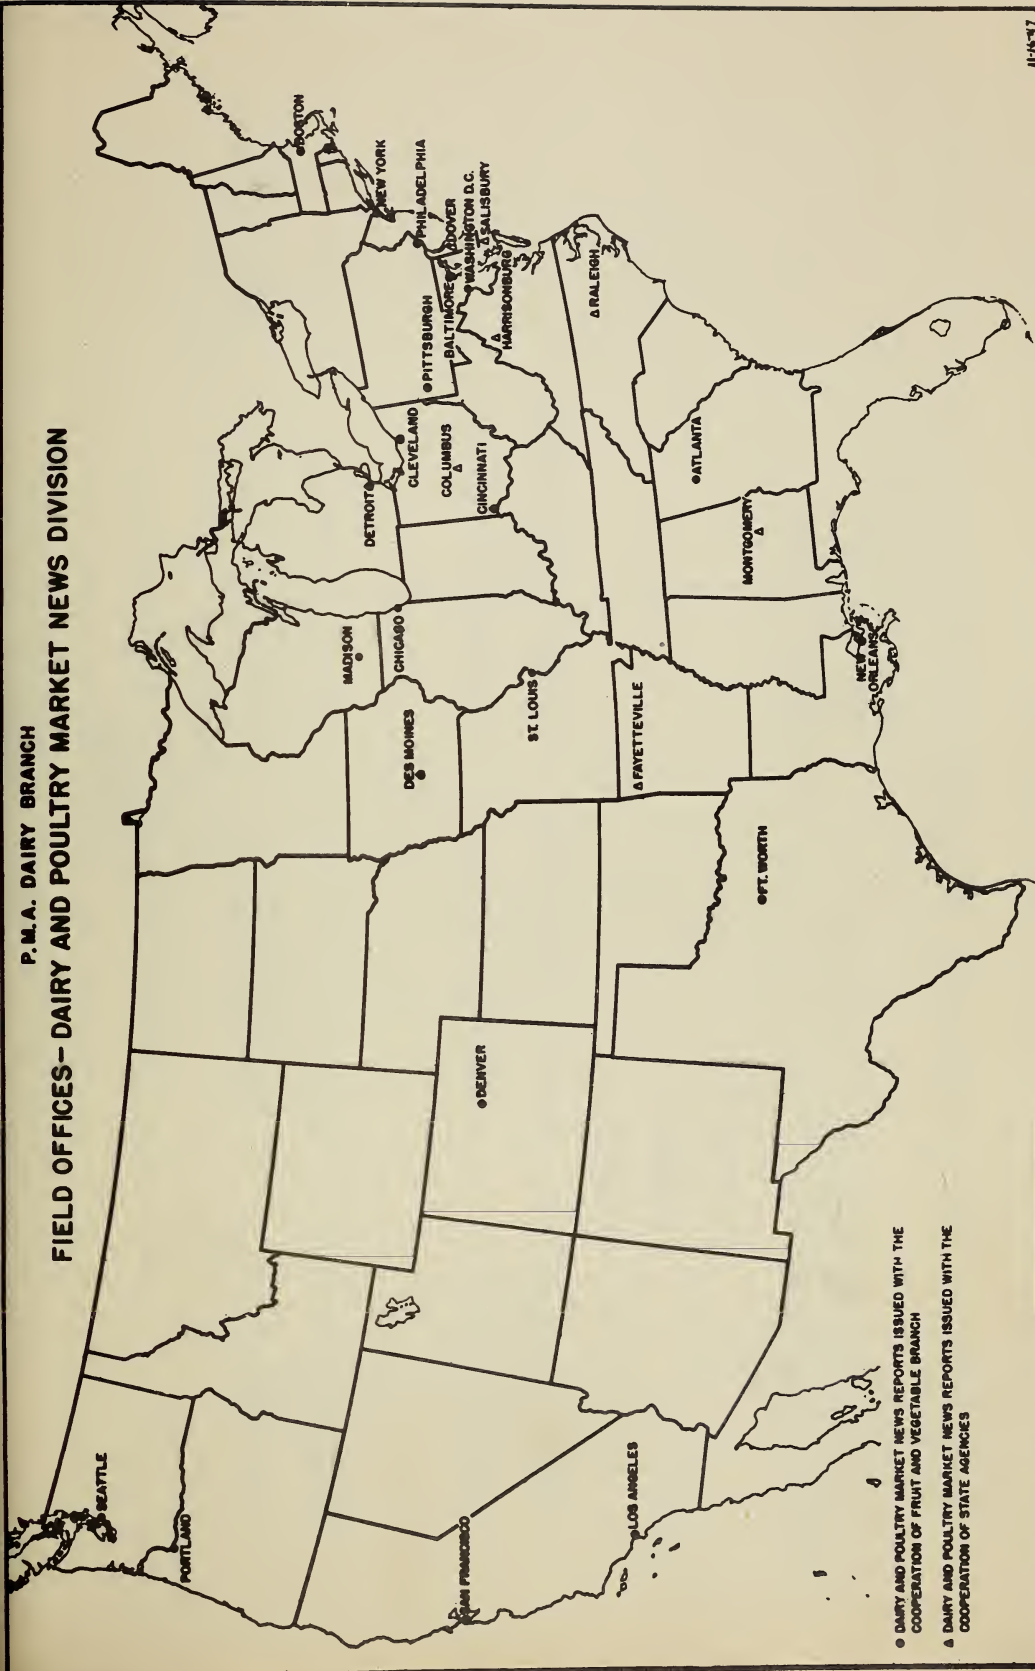 P.M.A. DAIRY BRANCH
FIELD OFFICES-DAIRY AND POULTRY MARKET NEWS DIVISION
SEATTLE
PORTLAND
SAN FRANCISCO
LOS ANGELES
DENVER
FT. WORTH
DES MOINES
MADISON
CHICAGO
ST. LOUIS
FAYETTEVILLE
NEW
ORLEANS
DETROIT
CLEVELAND
COLUMBUS
CINCINNATI
MONTGOMERY
ATLANTA
PITTSBURGH
BALTIMORE
HARRISONBURG
RALEIGH
BOSTON
NEW YORK
PHILADELPHIA
DOVER
WASHINGTON D.C.
SALISBURY
DAIRY AND POULTRY MARKET NEWS REPORTS ISSUED WITH THE
COOPERATION OF FRUIT AND VEGETABLE BRANCH
DAIRY AND POULTRY MARKET NEWS REPORTS ISSUED WITH THE
COOPERATION OF STATE AGENCIES